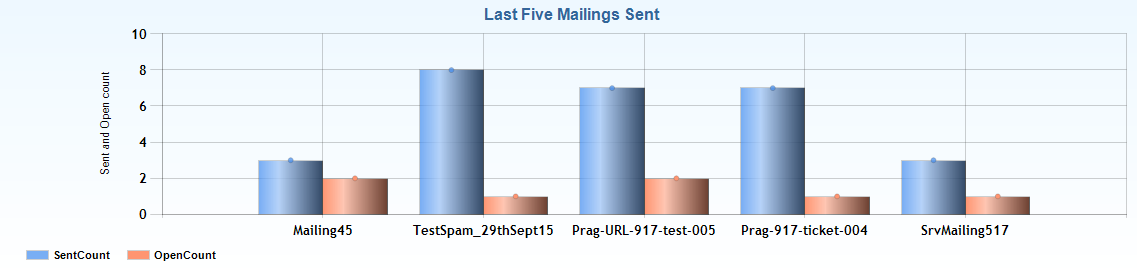 Last Five Mailings Sent
Sent and Open count
10
8
6
4
2
0
Mailing45 TestSpam_29thSept15 Prag-URL-917-test-005 Prag-917-ticket-004 SrvMailing517
SentCount OpenCount